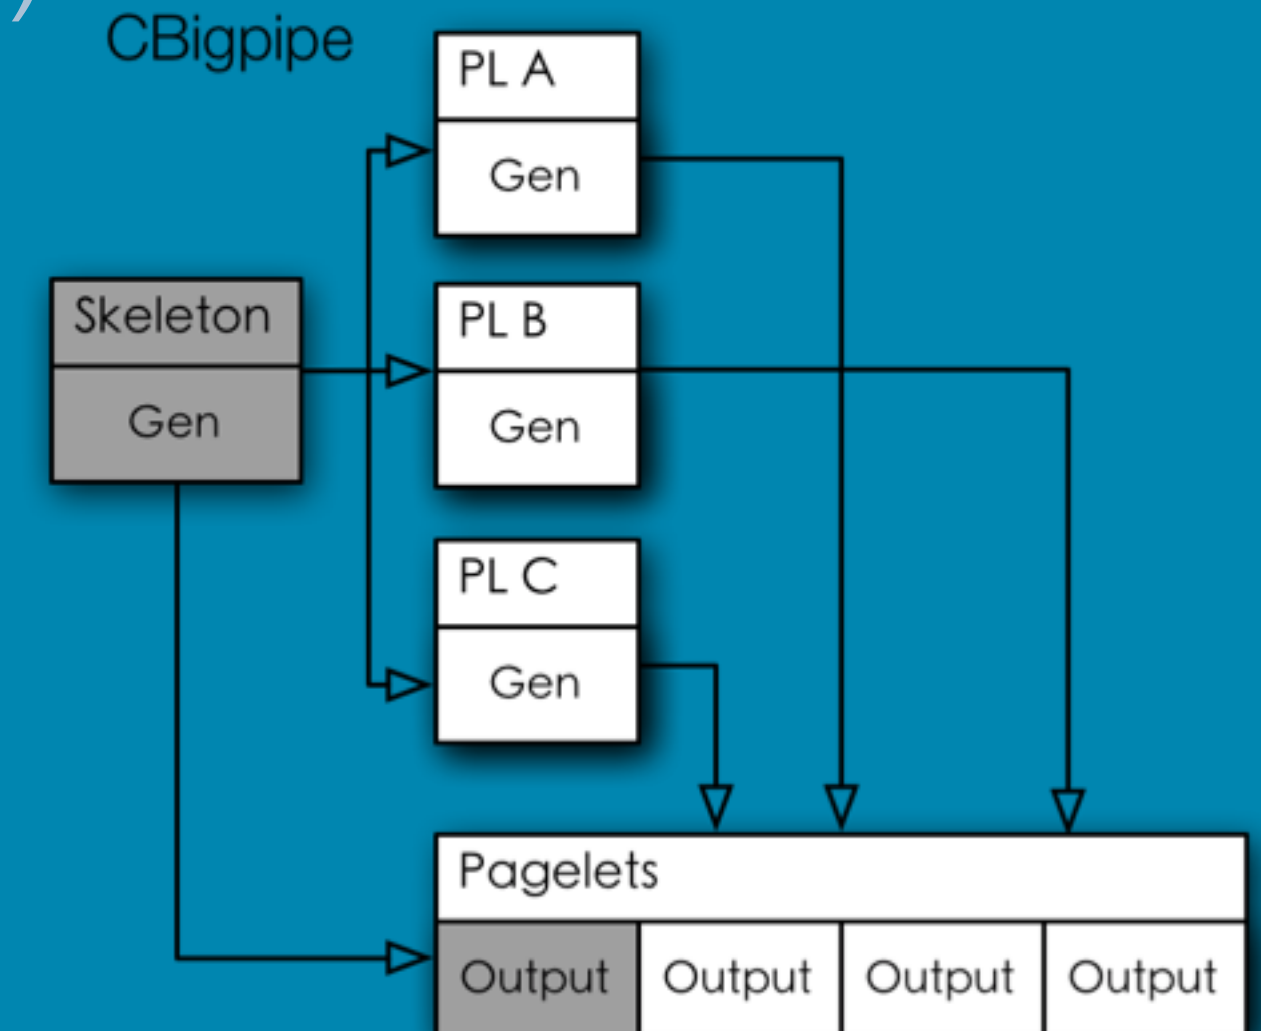 )
CBigpipe
PL A
Gen
Skeleton
Gen
PL B
Gen
PL C
Gen
Pagelets
Output Output Output Output